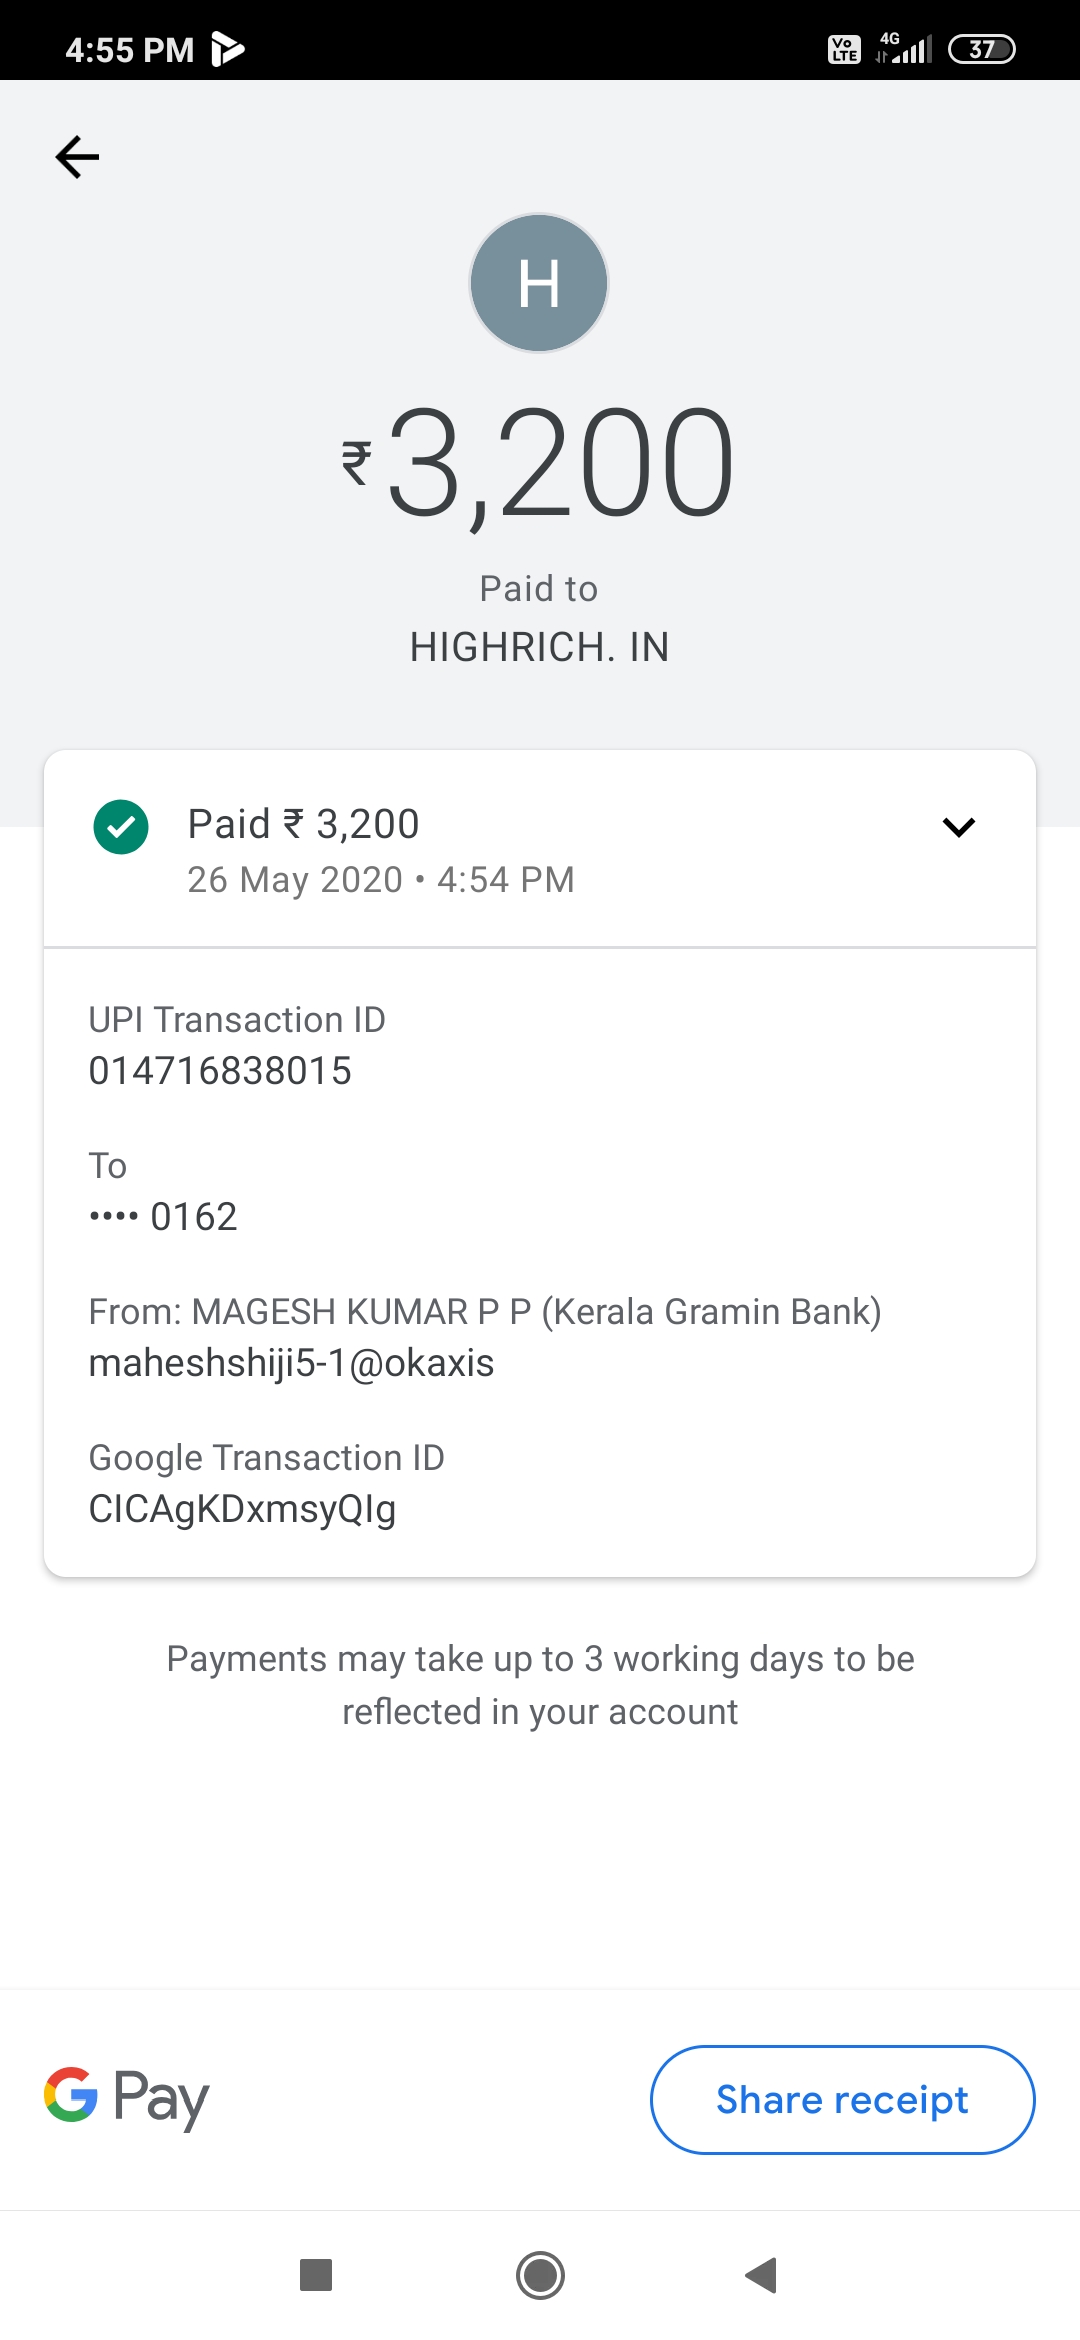 4:55 PM
Vo LTE 4G 37
H
₹3,200
Paid to
HIGHRICH. IN
Paid ₹ 3,200
26 May 2020 • 4:54 PM
UPI Transaction ID
014716838015
To
•••• 0162
From: MAGESH KUMAR P P (Kerala Gramin Bank)
maheshshiji5-1@okaxis
Google Transaction ID
CICAgKDxmsyQIg
Payments may take up to 3 working days to be
reflected in your account
G Pay
Share receipt